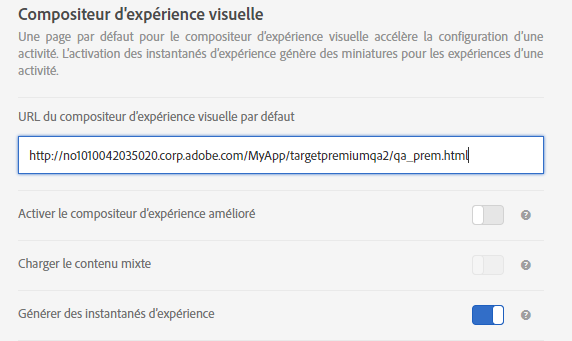 Compositeur d'expérience visuelle
Une page par défaut pour le compositeur d'expérience visuelle accélère la configuration d'une
activité. L'activation des instantanés d'expérience génère des miniatures pour les expériences d'une
activité.
URL du compositeur d'expérience visuelle par défaut
http://no1010042035020.corp.adobe.com/MyApp/targetpremiumqa2/qa_prem.html
Activer le compositeur d'expérience amélioré
?
Charger le contenu mixte
?
Générer des instantanés d'expérience
?